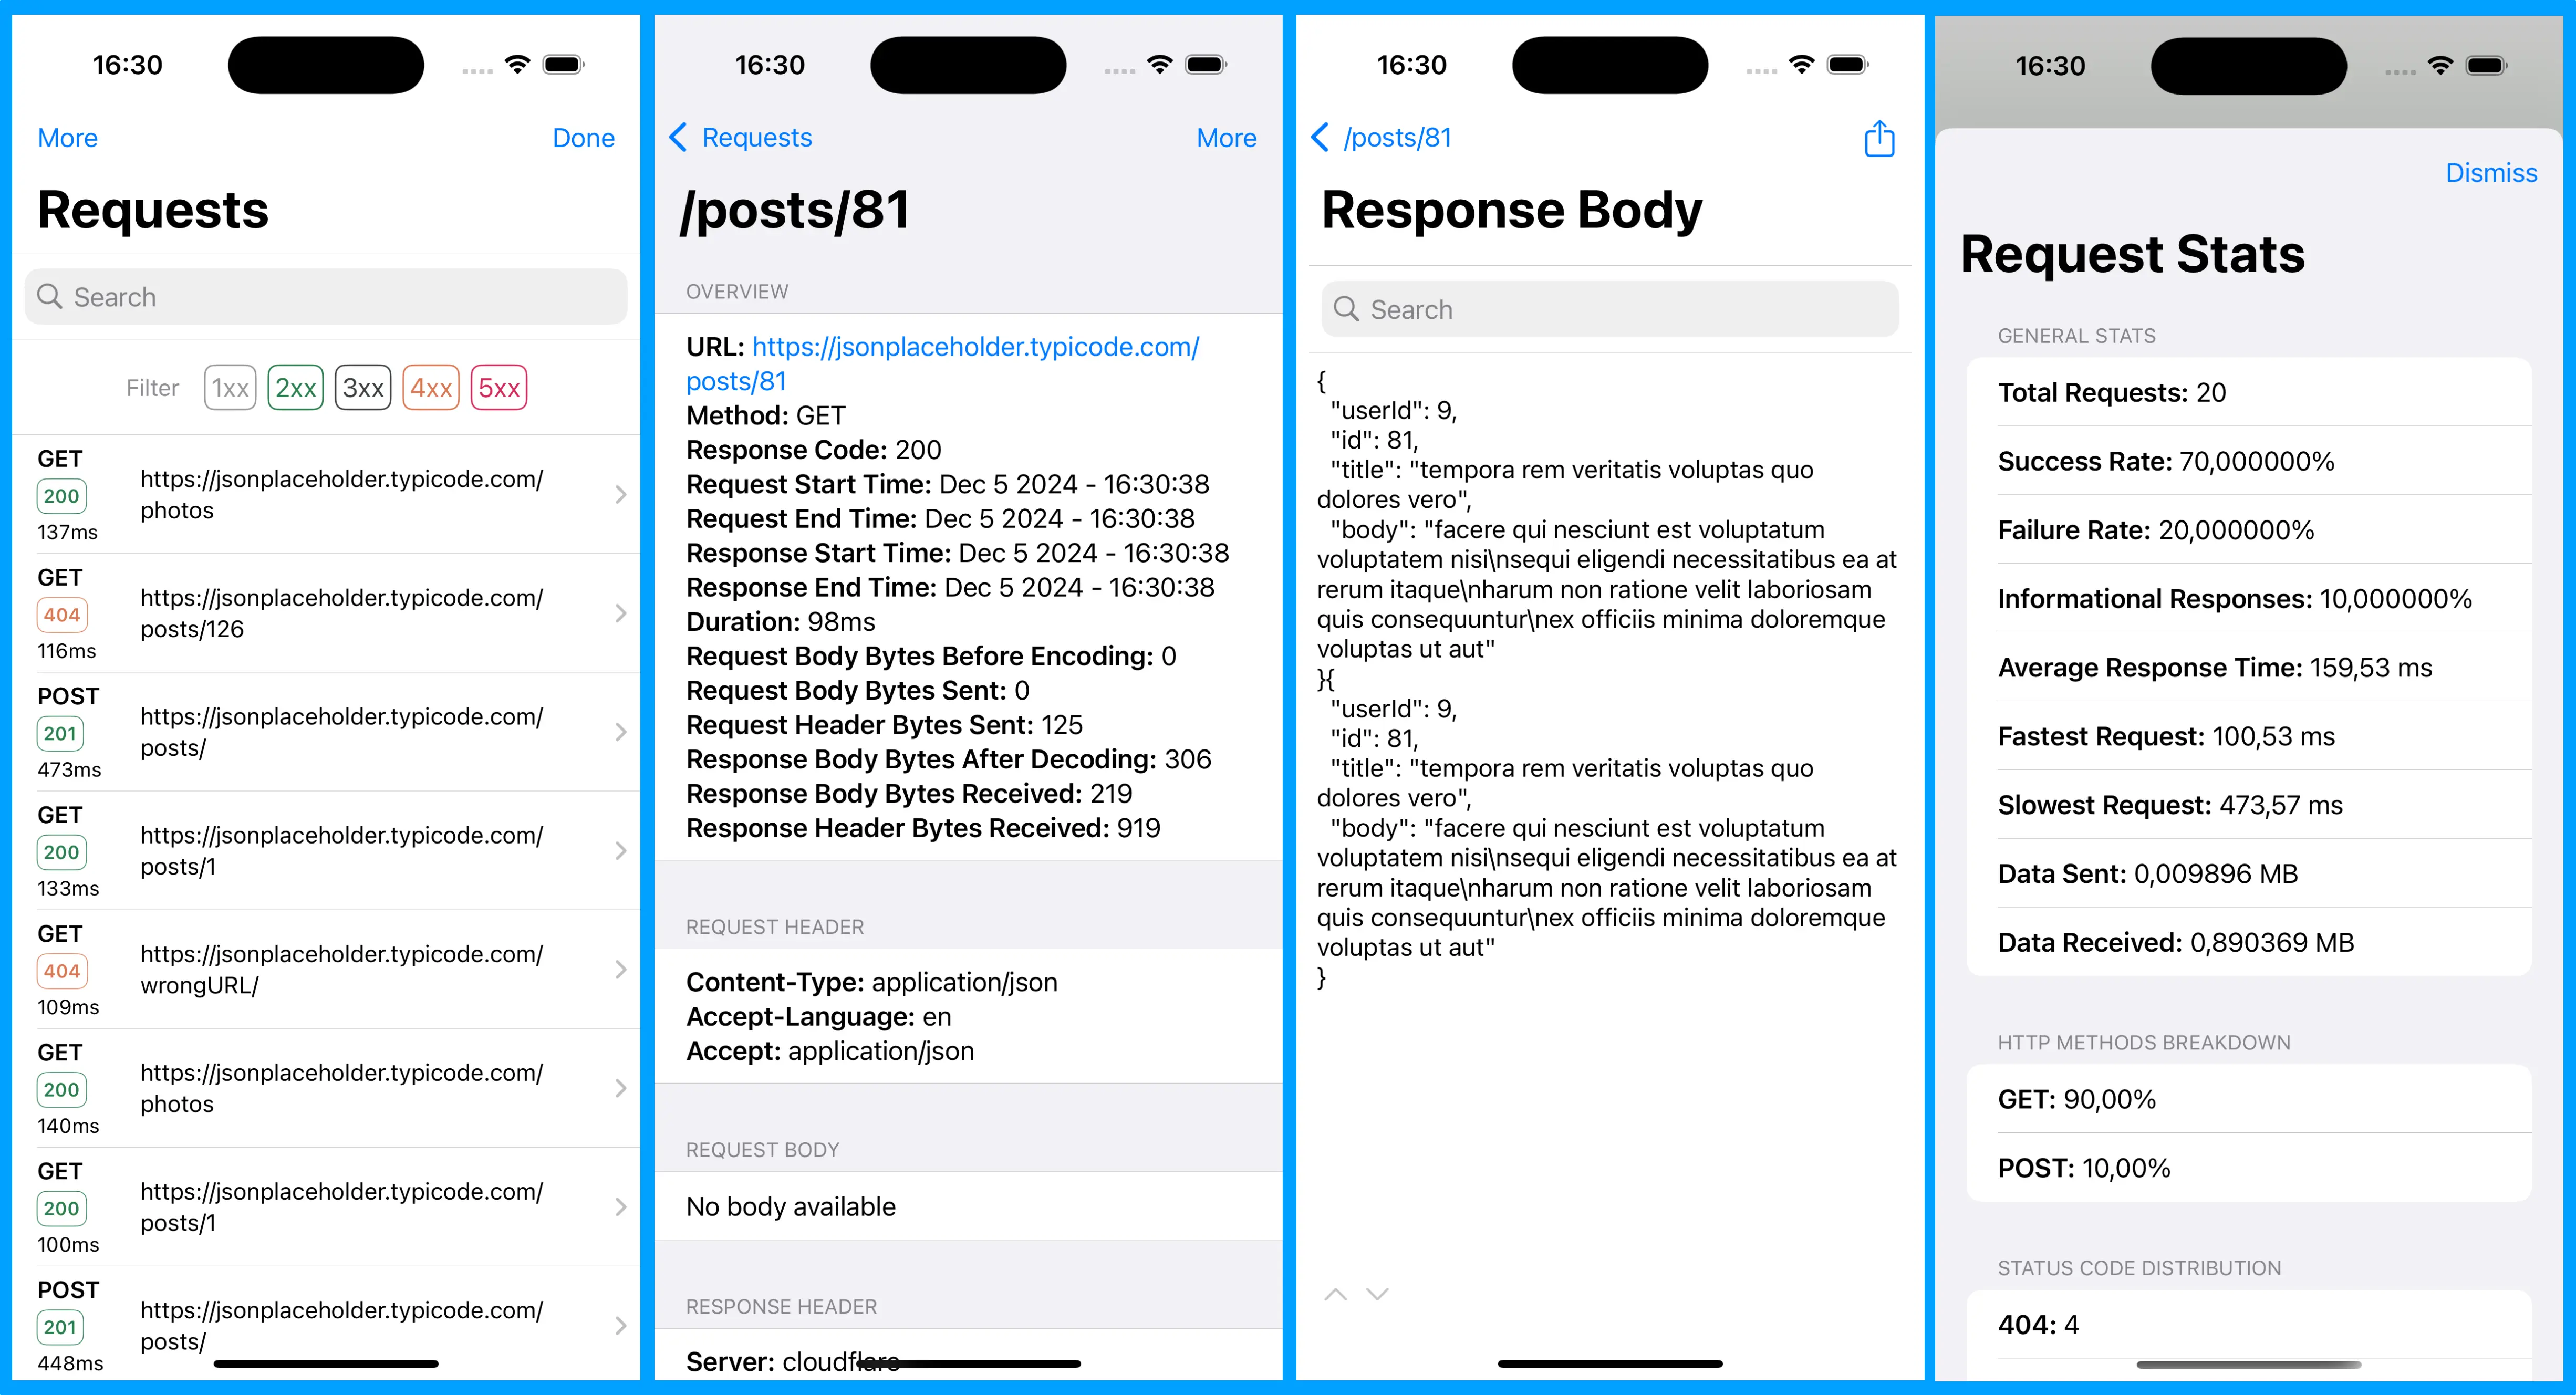 16:30
More
Done
Requests
Search
Filter 1xx 2xx 3xx 4xx 5xx
GET
200
137ms
https://jsonplaceholder.typicode.com/
photos
GET
404
116ms
https://jsonplaceholder.typicode.com/
posts/126
POST
201
473ms
https://jsonplaceholder.typicode.com/
posts/
GET
200
133ms
https://jsonplaceholder.typicode.com/
posts/1
GET
404
109ms
https://jsonplaceholder.typicode.com/
wrongURL/
GET
200
140ms
https://jsonplaceholder.typicode.com/
photos
GET
200
100ms
https://jsonplaceholder.typicode.com/
posts/1
POST
201
448ms
https://jsonplaceholder.typicode.com/
posts/
16:30
Requests
More
/posts/81
OVERVIEW
URL: https://jsonplaceholder.typicode.com/
posts/81
Method: GET
Response Code: 200
Request Start Time: Dec 5 2024 - 16:30:38
Request End Time: Dec 5 2024 - 16:30:38
Response Start Time: Dec 5 2024 - 16:30:38
Response End Time: Dec 5 2024 - 16:30:38
Duration: 98ms
Request Body Bytes Before Encoding: 0
Request Body Bytes Sent: 0
Request Header Bytes Sent: 125
Response Body Bytes After Decoding: 306
Response Body Bytes Received: 219
Response Header Bytes Received: 919
REQUEST HEADER
Content-Type: application/json
Accept-Language: en
Accept: application/json
REQUEST BODY
No body available
RESPONSE HEADER
Server: cloudflare
16:30
/posts/81
Response Body
Search
{
"userId": 9,
"id": 81,
"title": "tempora rem veritatis voluptas quo
dolores vero",
"body": "facere qui nesciunt est voluptatum
voluptatem nisi\nsequi eligendi necessitatibus ea at
rerum itaque\nharum non ratione velit laboriosam
quis consequuntur\nex officiis minima doloremque
voluptas ut aut"
}{
"userId": 9,
"id": 81,
"title": "tempora rem veritatis voluptas quo
dolores vero",
"body": "facere qui nesciunt est voluptatum
voluptatem nisi\nsequi eligendi necessitatibus ea at
rerum itaque\nharum non ratione velit laboriosam
quis consequuntur\nex officiis minima doloremque
voluptas ut aut"
}
16:30
Dismiss
Request Stats
GENERAL STATS
Total Requests: 20
Success Rate: 70,000000%
Failure Rate: 20,000000%
Informational Responses: 10,000000%
Average Response Time: 159,53 ms
Fastest Request: 100,53 ms
Slowest Request: 473,57 ms
Data Sent: 0,009896 MB
Data Received: 0,890369 MB
HTTP METHODS BREAKDOWN
GET: 90,00%
POST: 10,00%
STATUS CODE DISTRIBUTION
404: 4